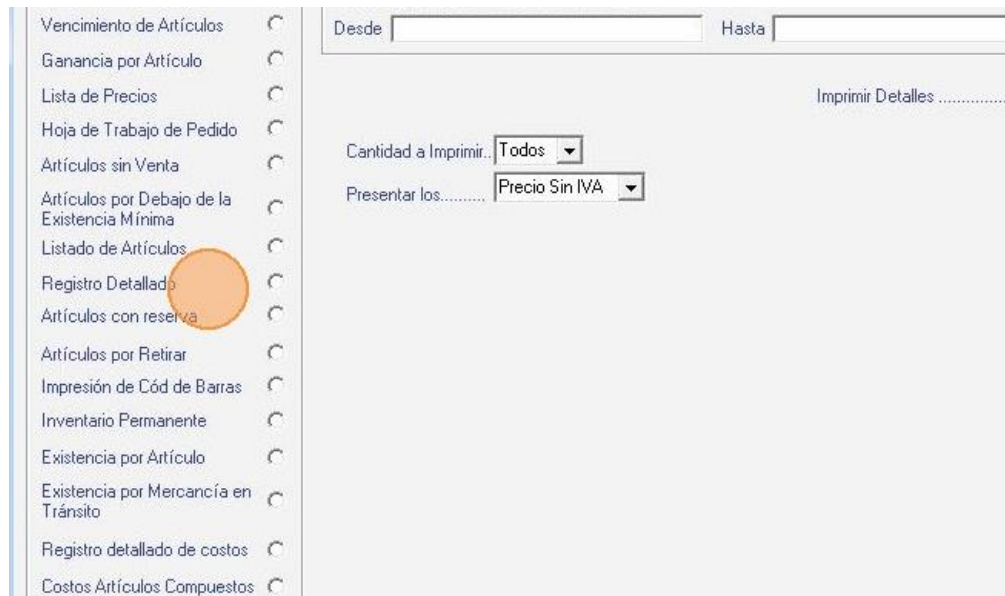 Vencimiento de Artículos
Ganancia por Artículo
Lista de Precios
Hoja de Trabajo de Pedido
Artículos sin Venta
Artículos por Debajo de la
Existencia Mínima
Listado de Artículos
Registro Detallado
Artículos con reserva
Artículos por Retirar
Impresión de Cód de Barras
Inventario Permanente
Existencia por Artículo
Existencia por Mercancía en
Tránsito
Registro detallado de costos
Costos Artículos Compuestos
Desde
Hasta
Imprimir Detalles ...............
Cantidad a Imprimir.. Todos
Presentar los.......... Precio Sin IVA